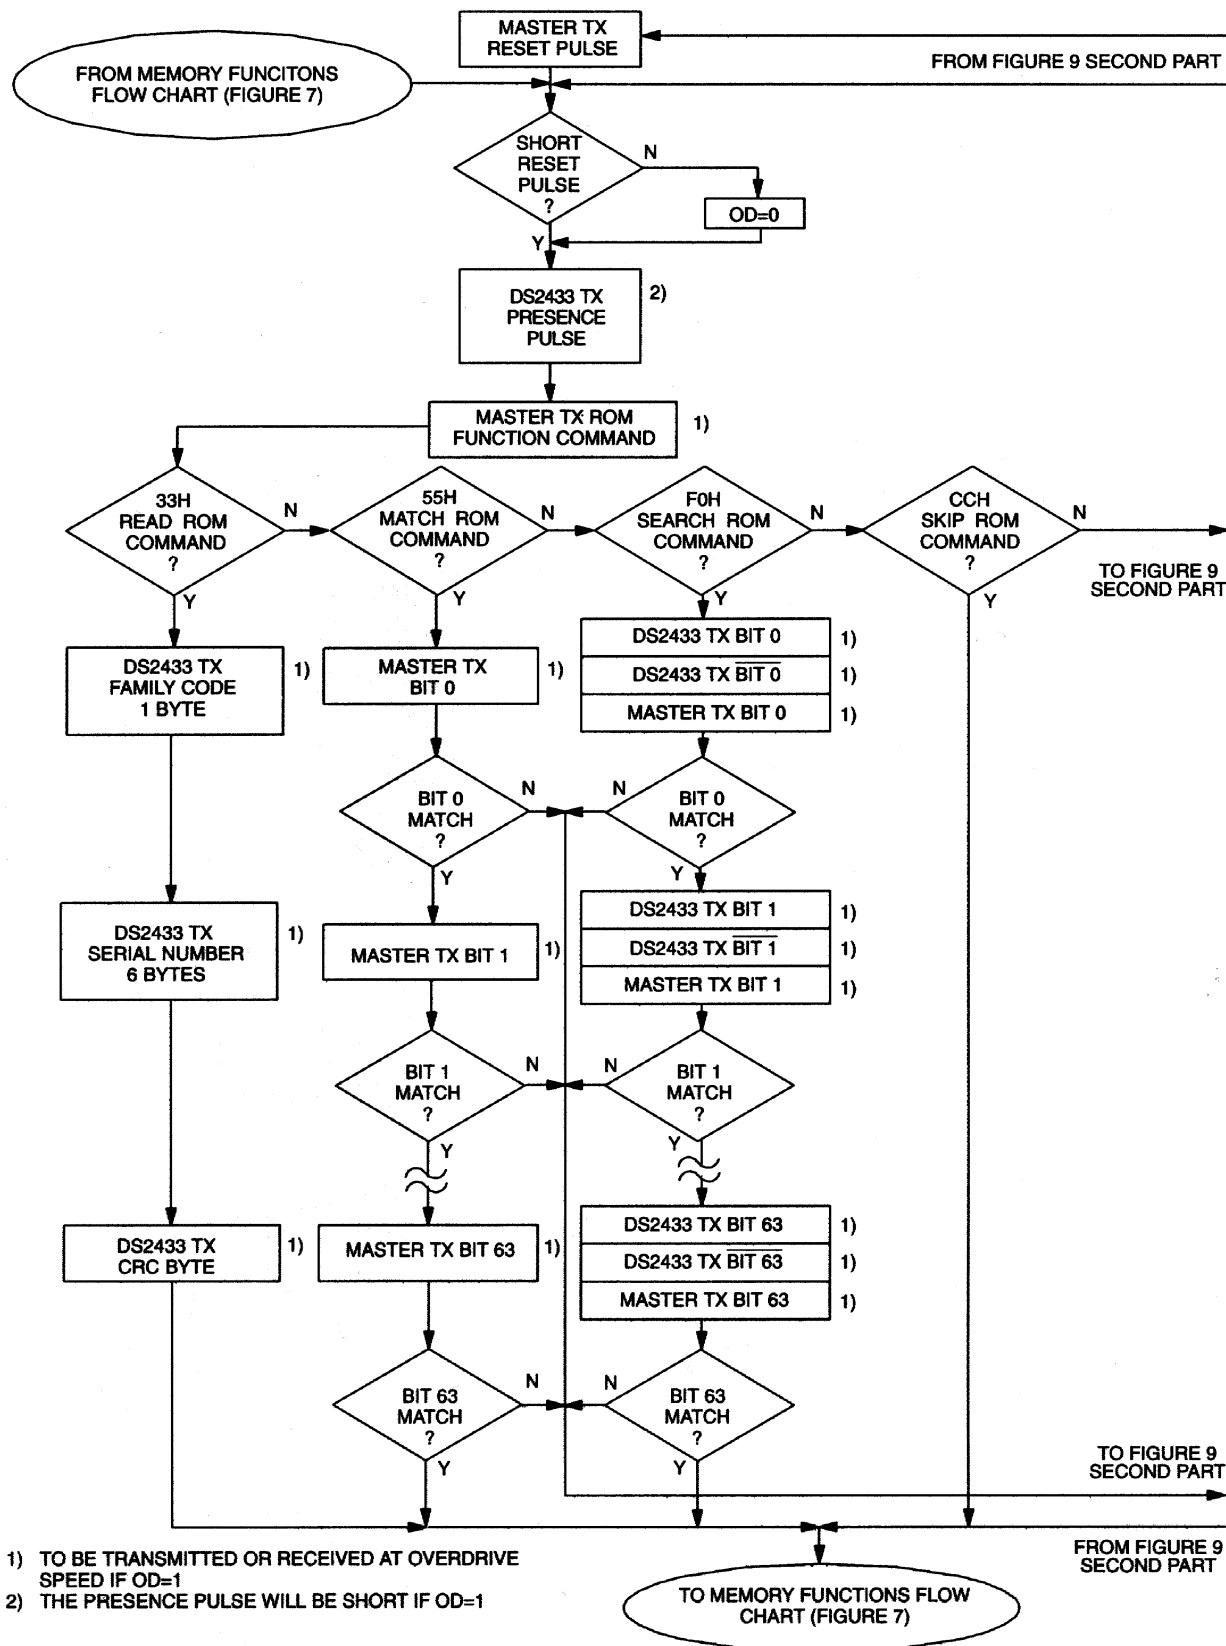 MASTER TX
RESET PULSE
FROM FIGURE 9 SECOND PART
FROM MEMORY FUNCITONS
FLOW CHART (FIGURE 7)
SHORT
RESET
PULSE
?
N
OD=0
Y
DS2433 TX
PRESENCE
PULSE
2)
MASTER TX ROM
FUNCTION COMMAND
1)
33H
READ ROM
COMMAND
?
N
Y
55H
MATCH ROM
COMMAND
?
N
Y
F0H
SEARCH ROM
COMMAND
?
N
Y
CCH
SKIP ROM
COMMAND
?
N
Y
TO FIGURE 9
SECOND PART
DS2433 TX
FAMILY CODE
1 BYTE
1)
MASTER TX
BIT 0
1)
DS2433 TX BIT 0
1)
DS2433 TX B̅I̅T̅ ̅0̅
1)
MASTER TX BIT 0
1)
BIT 0
MATCH
?
N
Y
N
BIT 0
MATCH
?
Y
DS2433 TX
SERIAL NUMBER
6 BYTES
1)
MASTER TX BIT 1
1)
DS2433 TX BIT 1
1)
DS2433 TX B̅I̅T̅ ̅1̅
1)
MASTER TX BIT 1
1)
BIT 1
MATCH
?
N
Y
N
BIT 1
MATCH
?
Y
DS2433 TX
CRC BYTE
1)
MASTER TX BIT 63
1)
DS2433 TX BIT 63
1)
DS2433 TX B̅I̅T̅ ̅6̅3̅
1)
MASTER TX BIT 63
1)
BIT 63
MATCH
?
N
Y
N
BIT 63
MATCH
?
Y
TO FIGURE 9
SECOND PART
FROM FIGURE 9
SECOND PART
1) TO BE TRANSMITTED OR RECEIVED AT OVERDRIVE
SPEED IF OD=1
2) THE PRESENCE PULSE WILL BE SHORT IF OD=1
TO MEMORY FUNCTIONS FLOW
CHART (FIGURE 7)